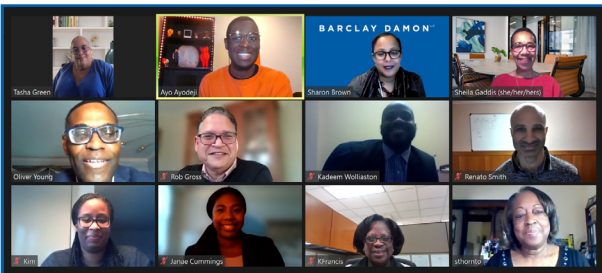 Tasha Green
Ayo Ayodeji
BARCLAY DAMON
Sharon Brown
Sheila Gaddis (she/her/hers)
Oliver Young
Rob Gross
Kadeem Wolliaston
Renato Smith
Kim
Janae Cummings
KFrancis
sthornto